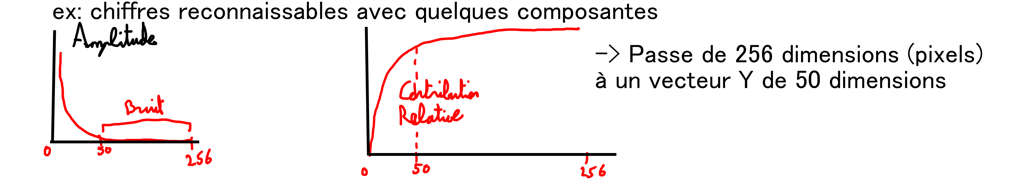 ex: chiffres reconnaissables avec quelques composantes
Amplitude
Bruit
0 50 256
Contribution
Relative
0 50 256
-> Passe de 256 dimensions (pixels)
à un vecteur Y de 50 dimensions